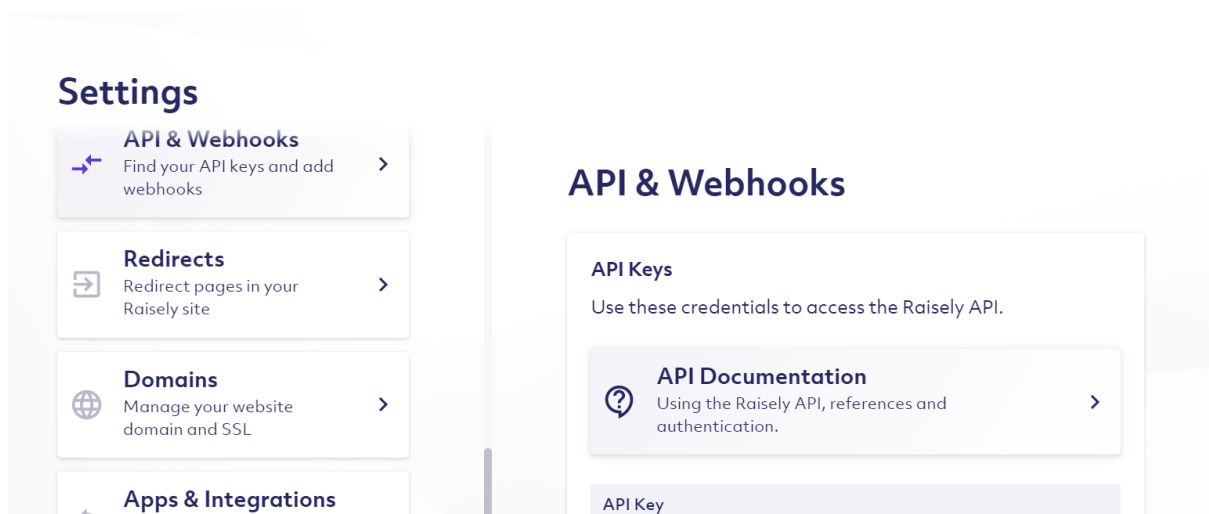 Settings
API & Webhooks
Find your API keys and add
webhooks
Redirects
Redirect pages in your
Raisely site
Domains
Manage your website
domain and SSL
Apps & Integrations
API & Webhooks
API Keys
Use these credentials to access the Raisely API.
API Documentation
Using the Raisely API, references and
authentication.
API Key